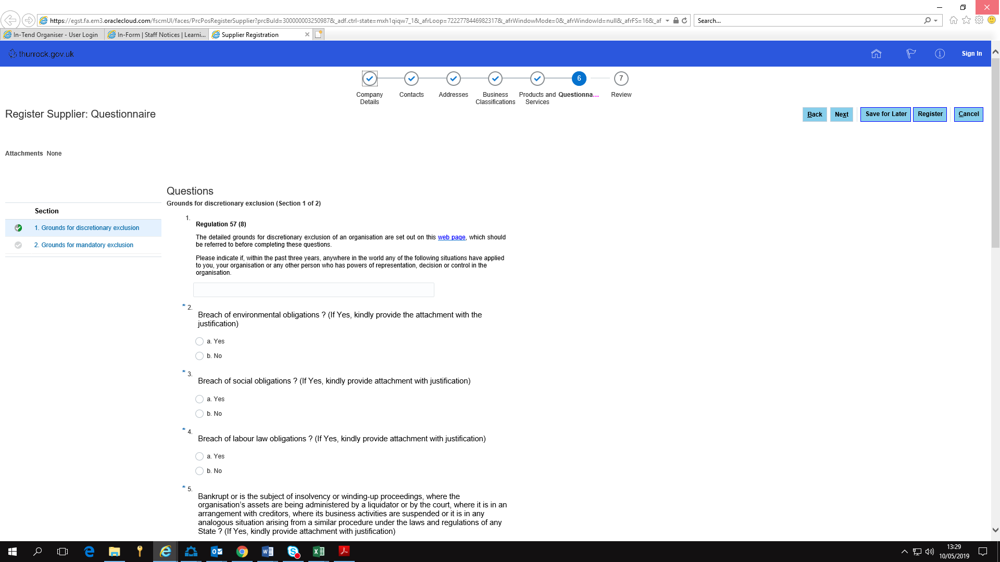 https://egst.fa.em3.oraclecloud.com/fscmUI/faces/PrcPosRegisterSupplier?prcBuId=300000003250987&_adf.ctrl-state=mxh1qiqw7_1&_afrLoop=7222778446982317&_afrWindowMode=0&_afrWindowId=null&_afrFS=16&_af
Search...
In-Tend Organiser - User Login
In-Form | Staff Notices | Learni...
Supplier Registration
thurrock.gov.uk
Sign In
6
7
Company Details
Contacts
Addresses
Business Classifications
Products and Services
Questionna...
Review
Register Supplier: Questionnaire
Back
Next
Save for Later
Register
Cancel
Attachments None
Section
1. Grounds for discretionary exclusion
2. Grounds for mandatory exclusion
Questions
Grounds for discretionary exclusion (Section 1 of 2)
1.
Regulation 57 (8)
The detailed grounds for discretionary exclusion of an organisation are set out on this web page, which should
be referred to before completing these questions.
Please indicate if, within the past three years, anywhere in the world any of the following situations have applied
to you, your organisation or any other person who has powers of representation, decision or control in the
organisation.
* 2.
Breach of environmental obligations ? (If Yes, kindly provide the attachment with the
justification)
a. Yes
b. No
* 3.
Breach of social obligations ? (If Yes, kindly provide attachment with justification)
a. Yes
b. No
* 4.
Breach of labour law obligations ? (If Yes, kindly provide attachment with justification)
a. Yes
b. No
* 5.
Bankrupt or is the subject of insolvency or winding-up proceedings, where the
organisation's assets are being administered by a liquidator or by the court, where it is in an
arrangement with creditors, where its business activities are suspended or it is in any
analogous situation arising from a similar procedure under the laws and regulations of any
State ? (If Yes, kindly provide attachment with justification)
13:29
10/05/2019